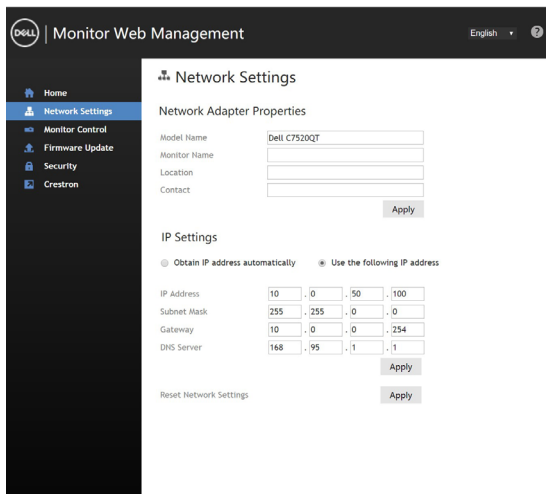 DELL | Monitor Web Management
English
?
Home
Network Settings
Monitor Control
Firmware Update
Security
Crestron
Network Settings
Network Adapter Properties
Model Name Dell C7520QT
Monitor Name
Location
Contact
Apply
IP Settings
Obtain IP address automatically Use the following IP address
IP Address 10 . 0 . 50 . 100
Subnet Mask 255 . 255 . 0 . 0
Gateway 10 . 0 . 0 . 254
DNS Server 168 . 95 . 1 . 1
Apply
Reset Network Settings Apply